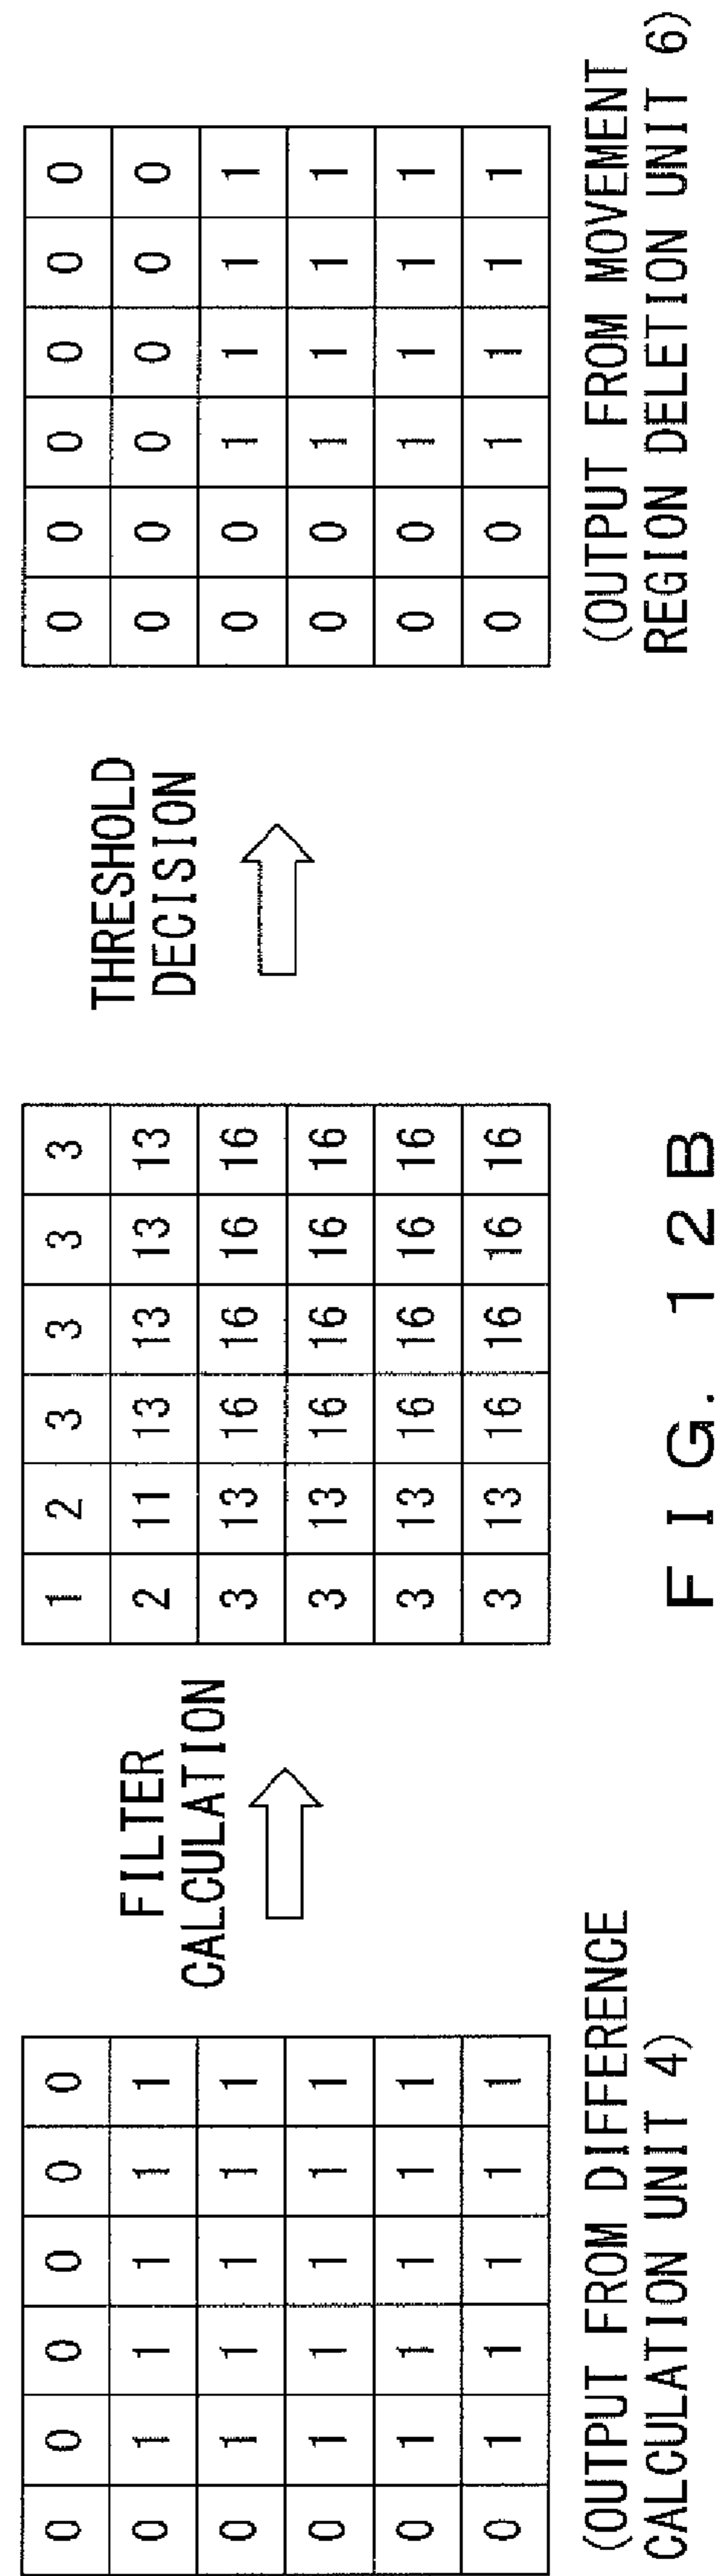 0 0 0 0 0 0
0 1 1 1 1 1
0 1 1 1 1 1
0 1 1 1 1 1
0 1 1 1 1 1
0 1 1 1 1 1
(OUTPUT FROM DIFFERENCE
CALCULATION UNIT 4)
FILTER
CALCULATION
1 2 3 3 3 3
2 11 13 13 13 13
3 13 16 16 16 16
3 13 16 16 16 16
3 13 16 16 16 16
3 13 16 16 16 16
THRESHOLD
DECISION
0 0 0 0 0 0
0 0 0 0 0 0
0 0 1 1 1 1
0 0 1 1 1 1
0 0 1 1 1 1
0 0 1 1 1 1
(OUTPUT FROM MOVEMENT
REGION DELETION UNIT 6)
FIG. 12B